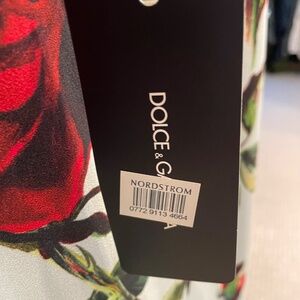 DOLCE & G
A
NORDSTROM
0772 9113 4664